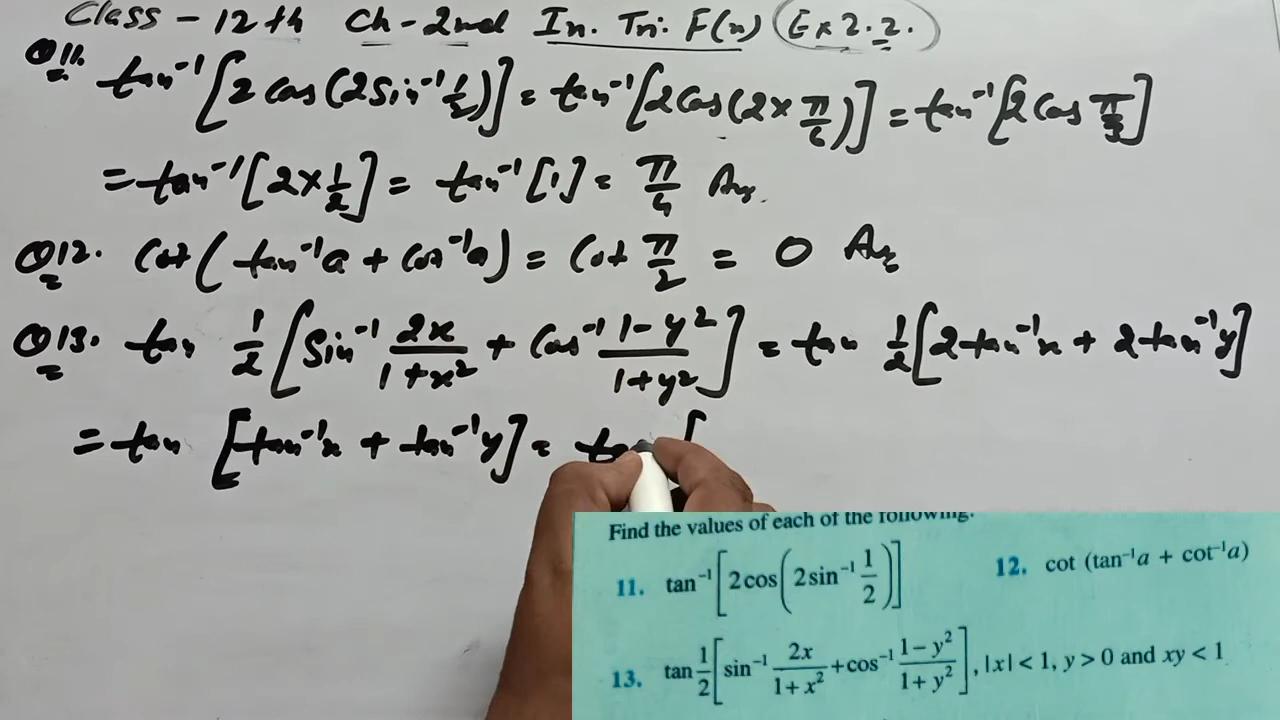 Class - 12th Ch - 2nd In. Tri. F(n) (Ex 2.2.)
Q11. tan⁻¹[2 cos(2Sin⁻¹ 1/2)] = tan⁻¹[2Cos(2×π/6)] = tan⁻¹[2 Cos π/3]
= tan⁻¹[2×1/2] = tan⁻¹[1] = π/4 Ans.
Q12. Cot(tan⁻¹a + cot⁻¹a) = Cot π/2 = 0 Ans
Q13. tan 1/2 [Sin⁻¹ 2x/1+x² + Cos⁻¹ 1-y²/1+y²] = tan 1/2[2tan⁻¹x + 2tan⁻¹y]
= tan [tan⁻¹x + tan⁻¹y] = [
Find the values of each of the following:
11. tan⁻¹[2cos(2sin⁻¹ 1/2)] 12. cot (tan⁻¹a + cot⁻¹a)
13. tan 1/2[sin⁻¹ 2x/1+x² + cos⁻¹ 1-y²/1+y²], |x| < 1, y > 0 and xy < 1